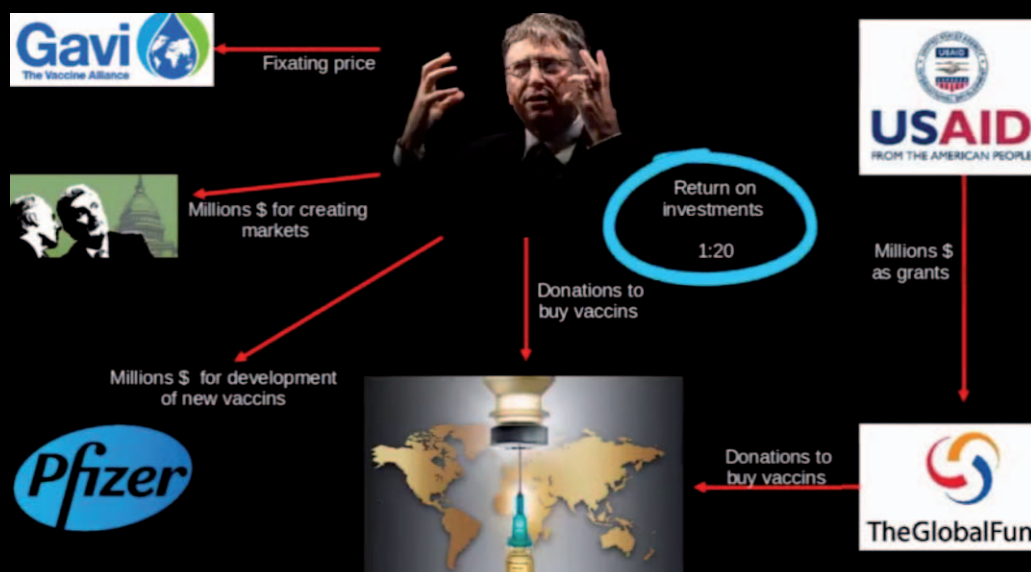 Gavi
The Vaccine Alliance
Fixating price
USAID
USAID
FROM THE AMERICAN PEOPLE
Millions $ for creating
markets
Return on
investments
1:20
Millions $
as grants
Donations to
buy vaccins
Millions $ for development
of new vaccins
Pfizer
Donations to
buy vaccins
TheGlobalFun